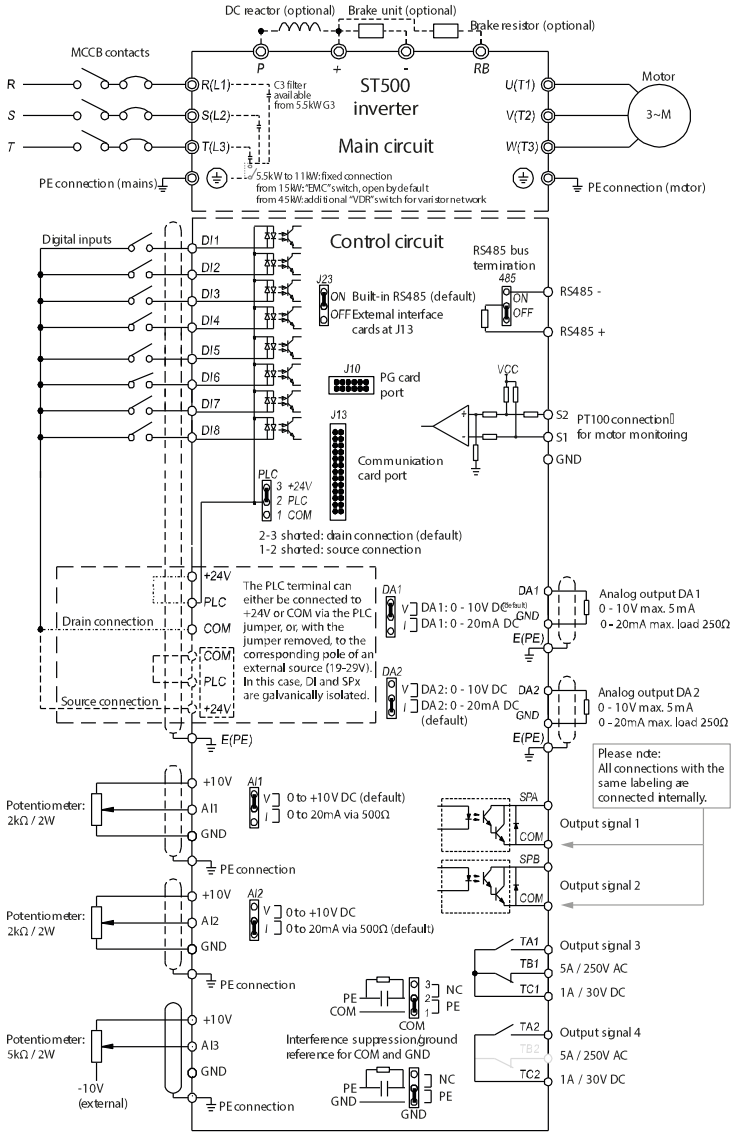 DC reactor (optional)
Brake unit (optional)
Brake resistor (optional)
MCCB contacts
P
+
-
RB
R
S
T
R(L1)
S(L2)
T(L3)
C3 filter
available
from 5.5kW G3
ST500
inverter
Main circuit
U(T1)
V(T2)
W(T3)
Motor
3~M
PE connection (mains)
5.5kW to 11kW: fixed connection
from 15kW: "EMC" switch, open by default
from 45kW: additional "VDR" switch for varistor network
PE connection (motor)
Digital inputs
DI1
DI2
DI3
DI4
DI5
DI6
DI7
DI8
Control circuit
J23
ON Built-in RS485 (default)
OFF External interface
cards at J13
RS485 bus
termination
485
ON
OFF
RS485 -
RS485 +
J10
PG card
port
J13
Communication
card port
VCC
S2
S1
GND
PT100 connection
for motor monitoring
PLC
3 +24V
2 PLC
1 COM
2-3 shorted: drain connection (default)
1-2 shorted: source connection
+24V
PLC
Drain connection
COM
COM
PLC
Source connection
+24V
E(PE)
The PLC terminal can
either be connected to
+24V or COM via the PLC
jumper, or, with the
jumper removed, to the
corresponding pole of an
external source (19-29V).
In this case, DI and SPx
are galvanically isolated.
DA1
V
I
DA1: 0 - 10V DC (default)
DA1: 0 - 20mA DC
DA1
GND
E(PE)
Analog output DA1
0 - 10V max. 5mA
0 - 20mA max. load 250Ω
DA2
V
I
DA2: 0 - 10V DC
DA2: 0 - 20mA DC
(default)
DA2
GND
E(PE)
Analog output DA2
0 - 10V max. 5mA
0 - 20mA max. load 250Ω
Please note:
All connections with the
same labeling are
connected internally.
Potentiometer:
2kΩ / 2W
+10V
AI1
GND
PE connection
AI1
V
I
0 to +10V DC (default)
0 to 20mA via 500Ω
SPA
COM
Output signal 1
SPB
COM
Output signal 2
Potentiometer:
2kΩ / 2W
+10V
AI2
GND
PE connection
AI2
V
I
0 to +10V DC
0 to 20mA via 500Ω (default)
TA1
TB1
TC1
Output signal 3
5A / 250V AC
1A / 30V DC
PE
COM
3
2
1
NC
PE
COM
Interference suppression/ground
reference for COM and GND
TA2
TB2
TC2
Output signal 4
5A / 250V AC
1A / 30V DC
Potentiometer:
5kΩ / 2W
-10V
(external)
+10V
AI3
GND
PE connection
PE
GND
NC
PE
GND